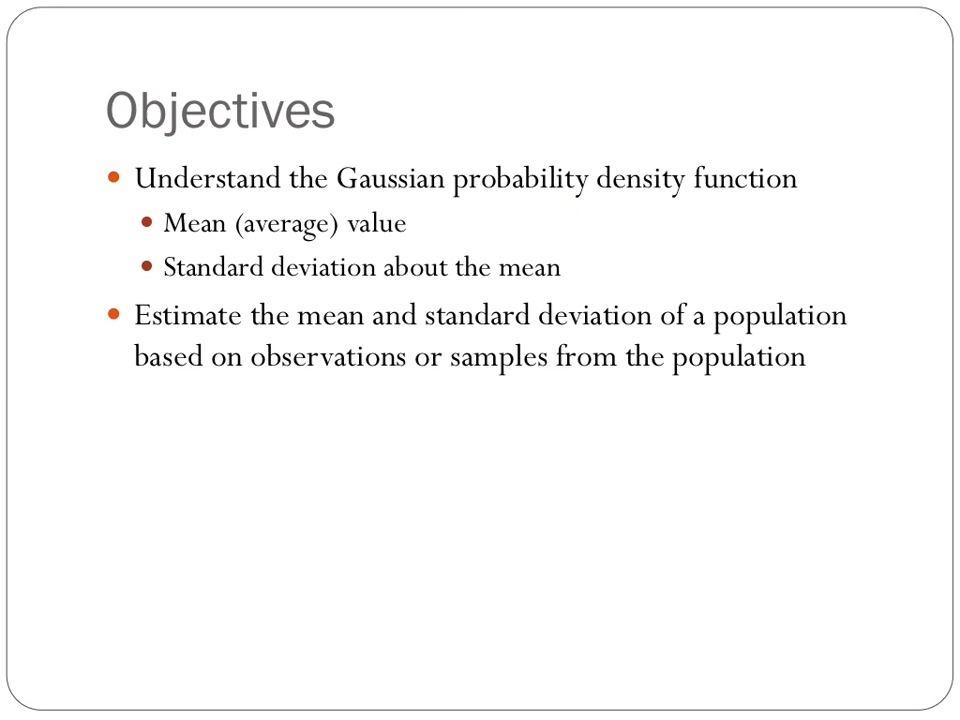 Objectives
Understand the Gaussian probability density function
Mean (average) value
Standard deviation about the mean
Estimate the mean and standard deviation of a population
based on observations or samples from the population